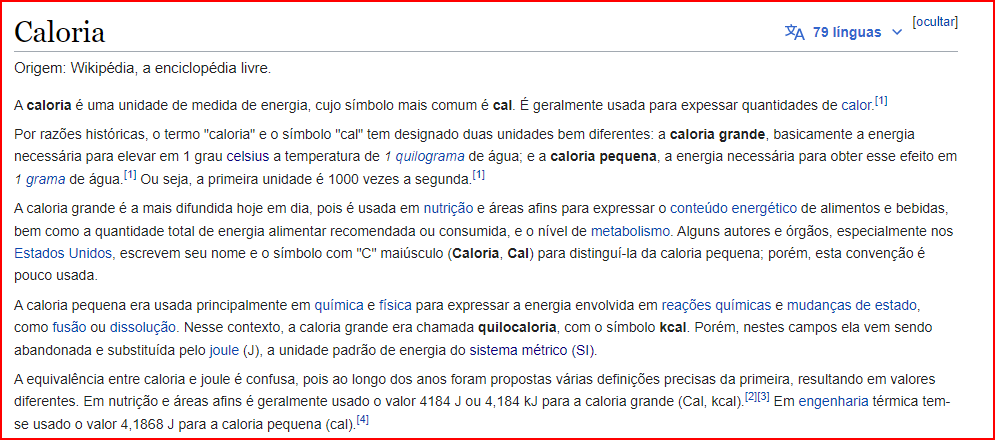 Caloria
79 línguas
[ocultar]
Origem: Wikipédia, a enciclopédia livre.
A caloria é uma unidade de medida de energia, cujo símbolo mais comum é cal. É geralmente usada para expessar quantidades de calor.[1]
Por razões históricas, o termo "caloria" e o símbolo "cal" tem designado duas unidades bem diferentes: a caloria grande, basicamente a energia
necessária para elevar em 1 grau celsius a temperatura de 1 quilograma de água; e a caloria pequena, a energia necessária para obter esse efeito em
1 grama de água.[1] Ou seja, a primeira unidade é 1000 vezes a segunda.[1]
A caloria grande é a mais difundida hoje em dia, pois é usada em nutrição e áreas afins para expressar o conteúdo energético de alimentos e bebidas,
bem como a quantidade total de energia alimentar recomendada ou consumida, e o nível de metabolismo. Alguns autores e órgãos, especialmente nos
Estados Unidos, escrevem seu nome e o símbolo com "C" maiúsculo (Caloria, Cal) para distinguí-la da caloria pequena; porém, esta convenção é
pouco usada.
A caloria pequena era usada principalmente em química e física para expressar a energia envolvida em reações químicas e mudanças de estado,
como fusão ou dissolução. Nesse contexto, a caloria grande era chamada quilocaloria, com o símbolo kcal. Porém, nestes campos ela vem sendo
abandonada e substituída pelo joule (J), a unidade padrão de energia do sistema métrico (SI).
A equivalência entre caloria e joule é confusa, pois ao longo dos anos foram propostas várias definições precisas da primeira, resultando em valores
diferentes. Em nutrição e áreas afins é geralmente usado o valor 4184 J ou 4,184 kJ para a caloria grande (Cal, kcal).[2][3] Em engenharia térmica tem-
se usado o valor 4,1868 J para a caloria pequena (cal).[4]